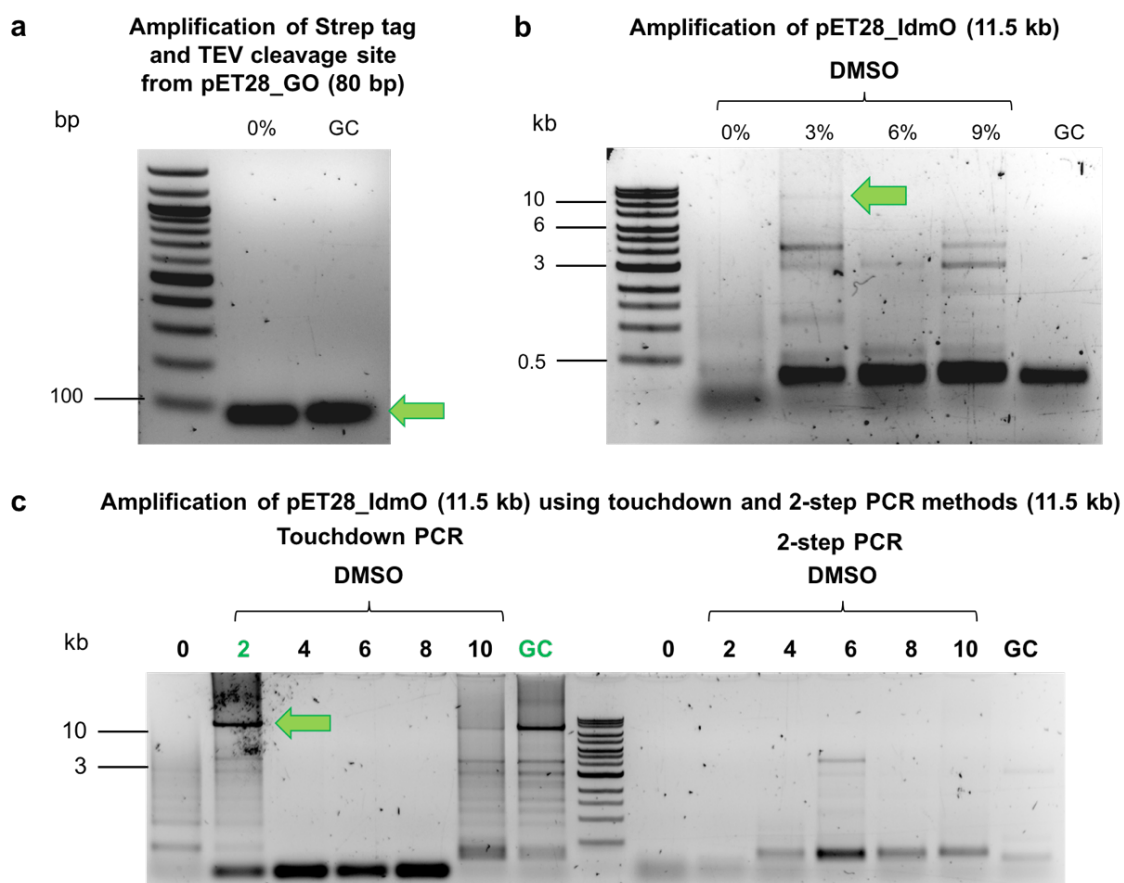 a
Amplification of Strep tag
and TEV cleavage site
from pET28_GO (80 bp)
bp
0% GC
100
b
Amplification of pET28_IdmO (11.5 kb)
DMSO
kb
0% 3% 6% 9% GC
10
6
3
0.5
c
Amplification of pET28_IdmO (11.5 kb) using touchdown and 2-step PCR methods (11.5 kb)
Touchdown PCR
DMSO
2-step PCR
DMSO
kb
0 2 4 6 8 10 GC
0 2 4 6 8 10 GC
10
3